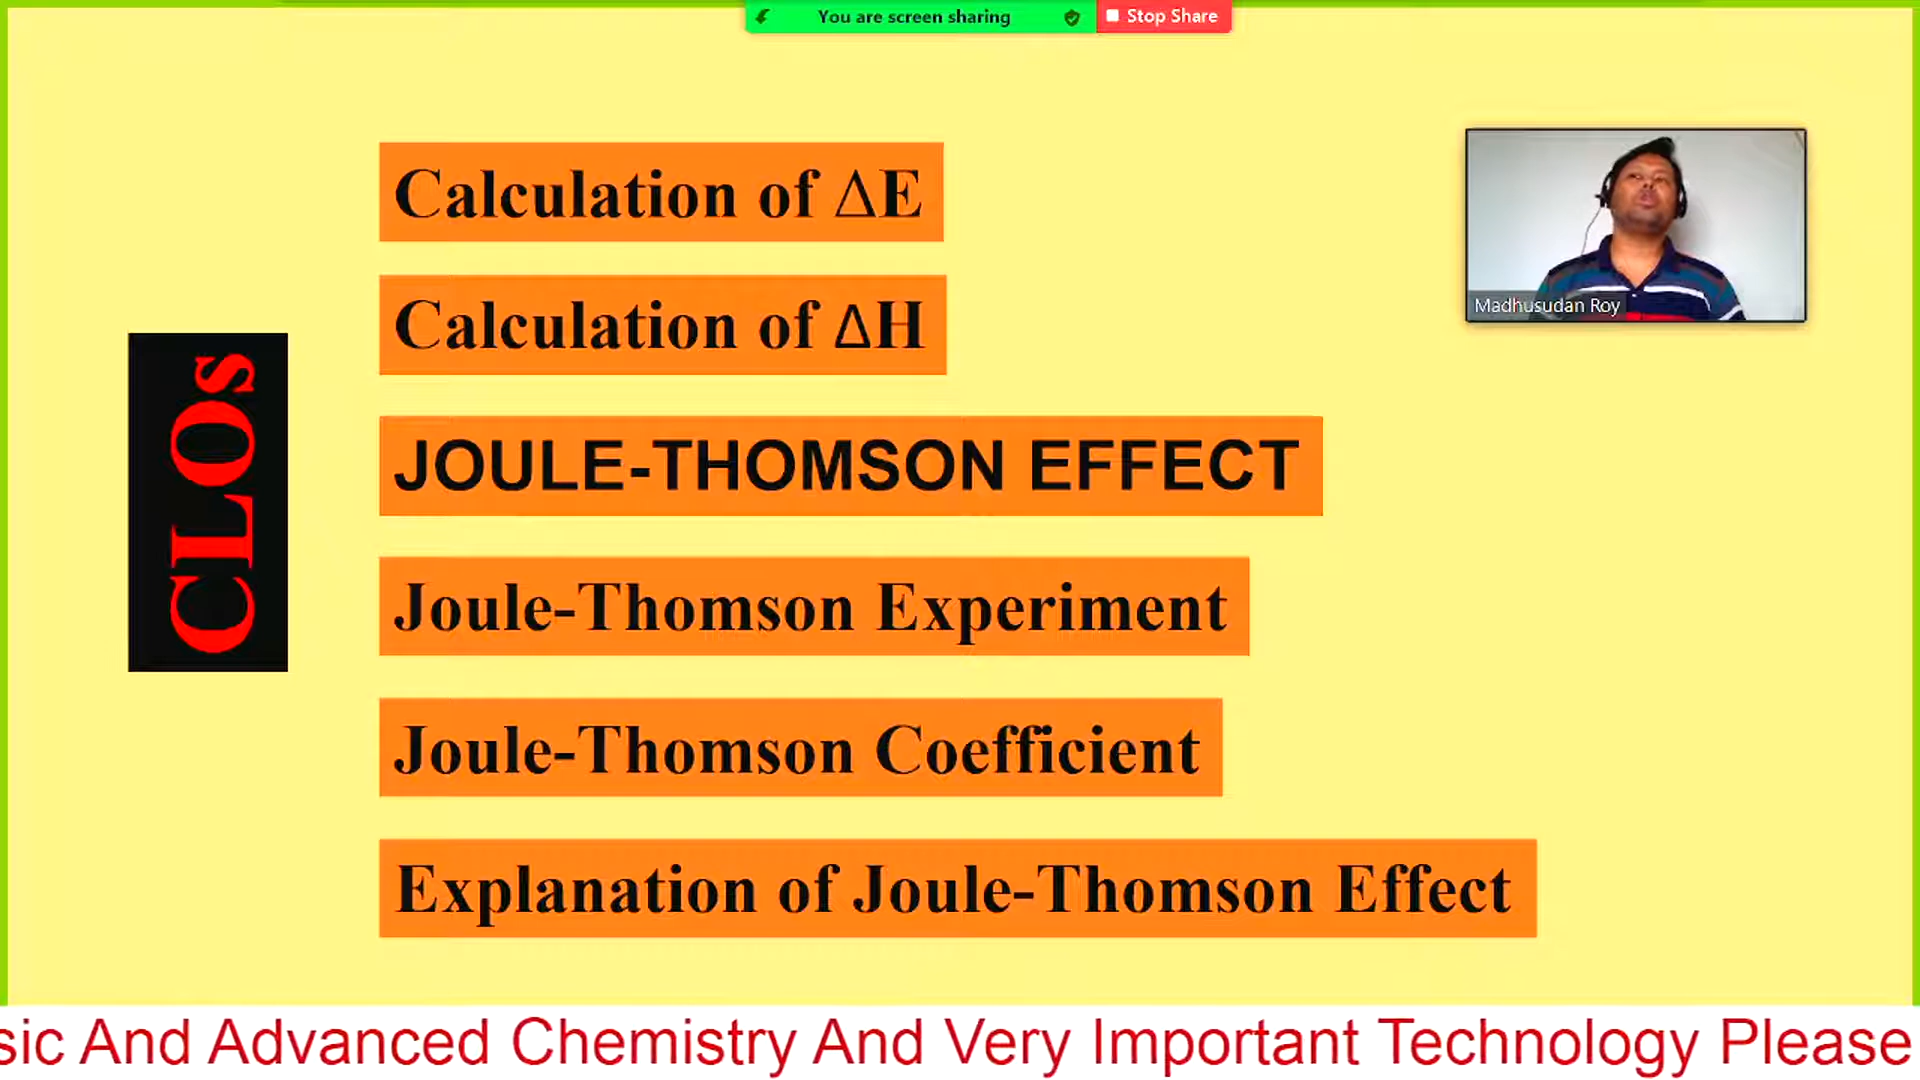 You are screen sharing
Stop Share
Calculation of ΔE
Calculation of ΔH
JOULE-THOMSON EFFECT
Joule-Thomson Experiment
Joule-Thomson Coefficient
Explanation of Joule-Thomson Effect
CLOs
Madhusudan Roy
sic And Advanced Chemistry And Very Important Technology Please